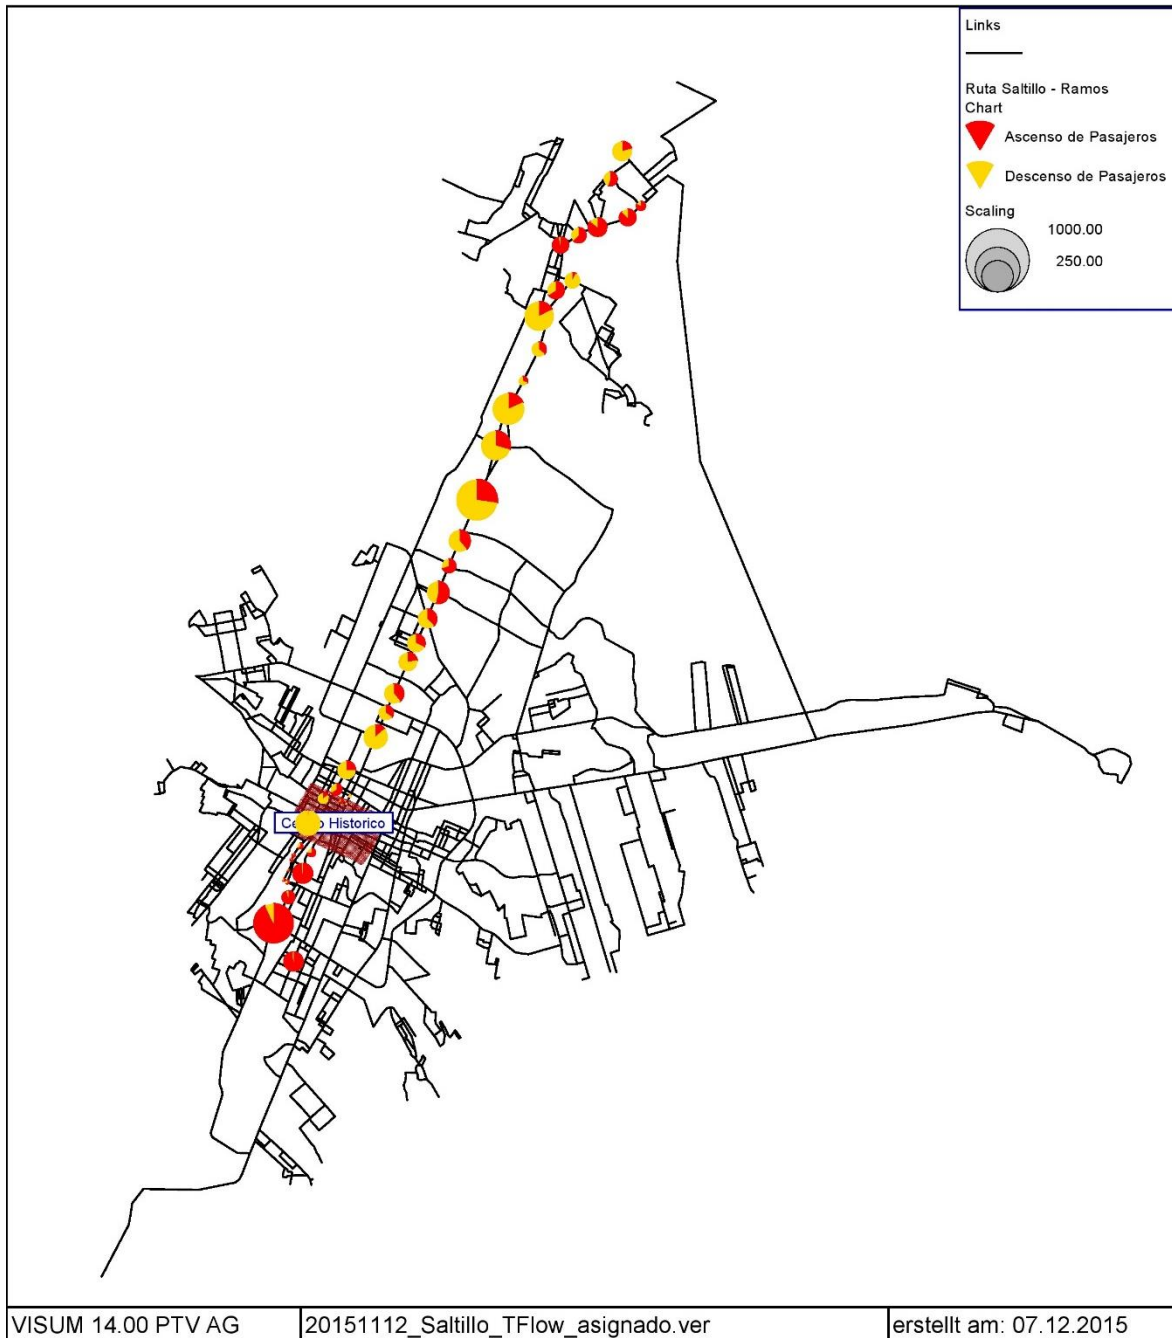 Links
Ruta Saltillo - Ramos
Chart
Ascenso de Pasajeros
Descenso de Pasajeros
Scaling
1000.00
250.00
Historico
VISUM 14.00 PTV AG
20151112_Saltillo_TFlow_asignado.ver
erstellt am: 07.12.2015